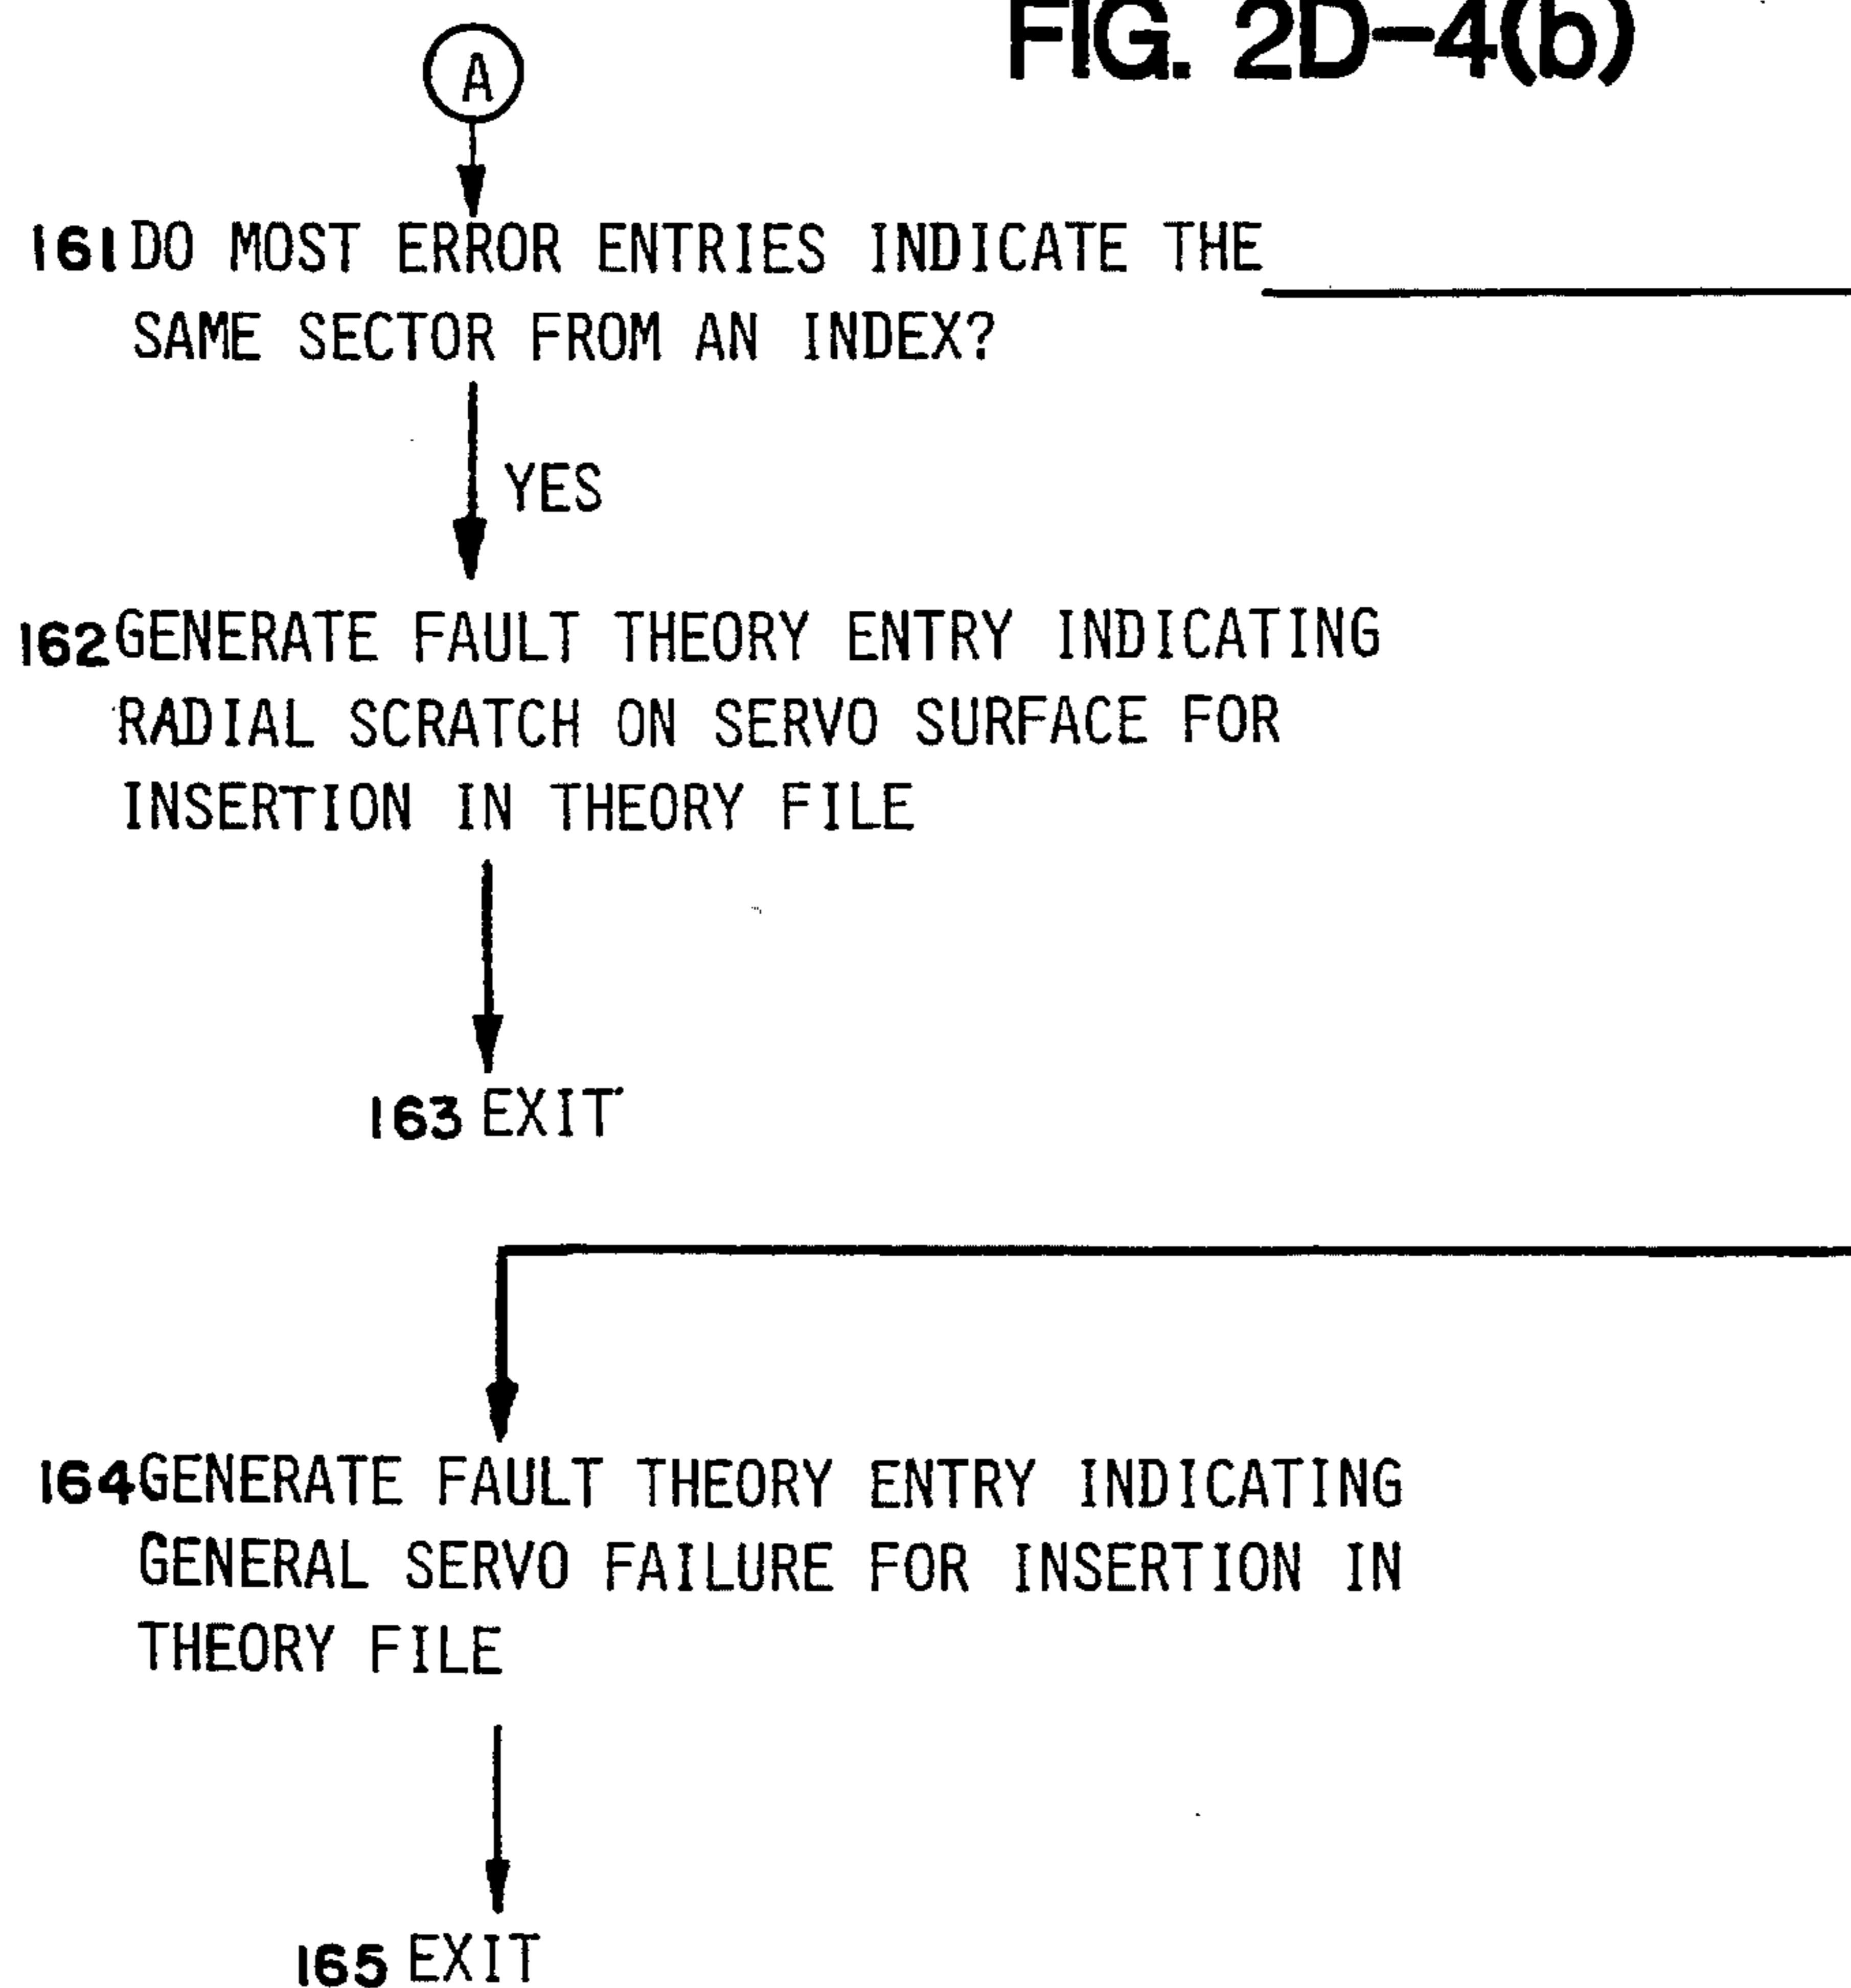 FIG. 2D-4(b)
A
161 DO MOST ERROR ENTRIES INDICATE THE
SAME SECTOR FROM AN INDEX?
YES
162 GENERATE FAULT THEORY ENTRY INDICATING
RADIAL SCRATCH ON SERVO SURFACE FOR
INSERTION IN THEORY FILE
163 EXIT
164 GENERATE FAULT THEORY ENTRY INDICATING
GENERAL SERVO FAILURE FOR INSERTION IN
THEORY FILE
165 EXIT